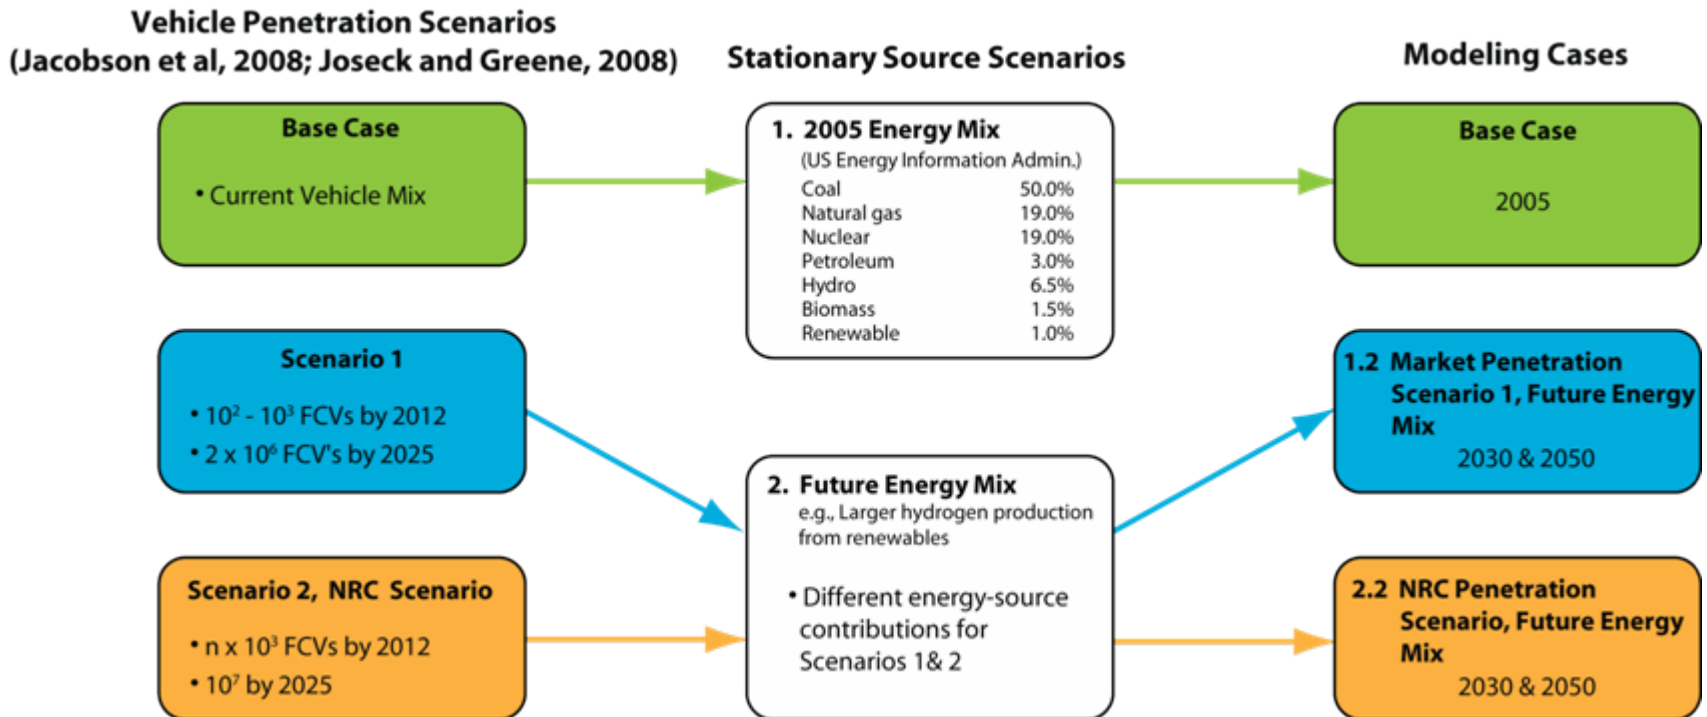 Vehicle Penetration Scenarios
(Jacobson et al, 2008; Joseck and Greene, 2008)
Base Case
• Current Vehicle Mix
Scenario 1
• 10² - 10³ FCVs by 2012
• 2 x 10⁶ FCV's by 2025
Scenario 2, NRC Scenario
• n x 10³ FCVs by 2012
• 10⁷ by 2025
Stationary Source Scenarios
1. 2005 Energy Mix
(US Energy Information Admin.)
Coal 50.0%
Natural gas 19.0%
Nuclear 19.0%
Petroleum 3.0%
Hydro 6.5%
Biomass 1.5%
Renewable 1.0%
2. Future Energy Mix
e.g., Larger hydrogen production
from renewables
• Different energy-source
contributions for
Scenarios 1& 2
Modeling Cases
Base Case
2005
1.2 Market Penetration
Scenario 1, Future Energy
Mix
2030 & 2050
2.2 NRC Penetration
Scenario, Future Energy
Mix
2030 & 2050